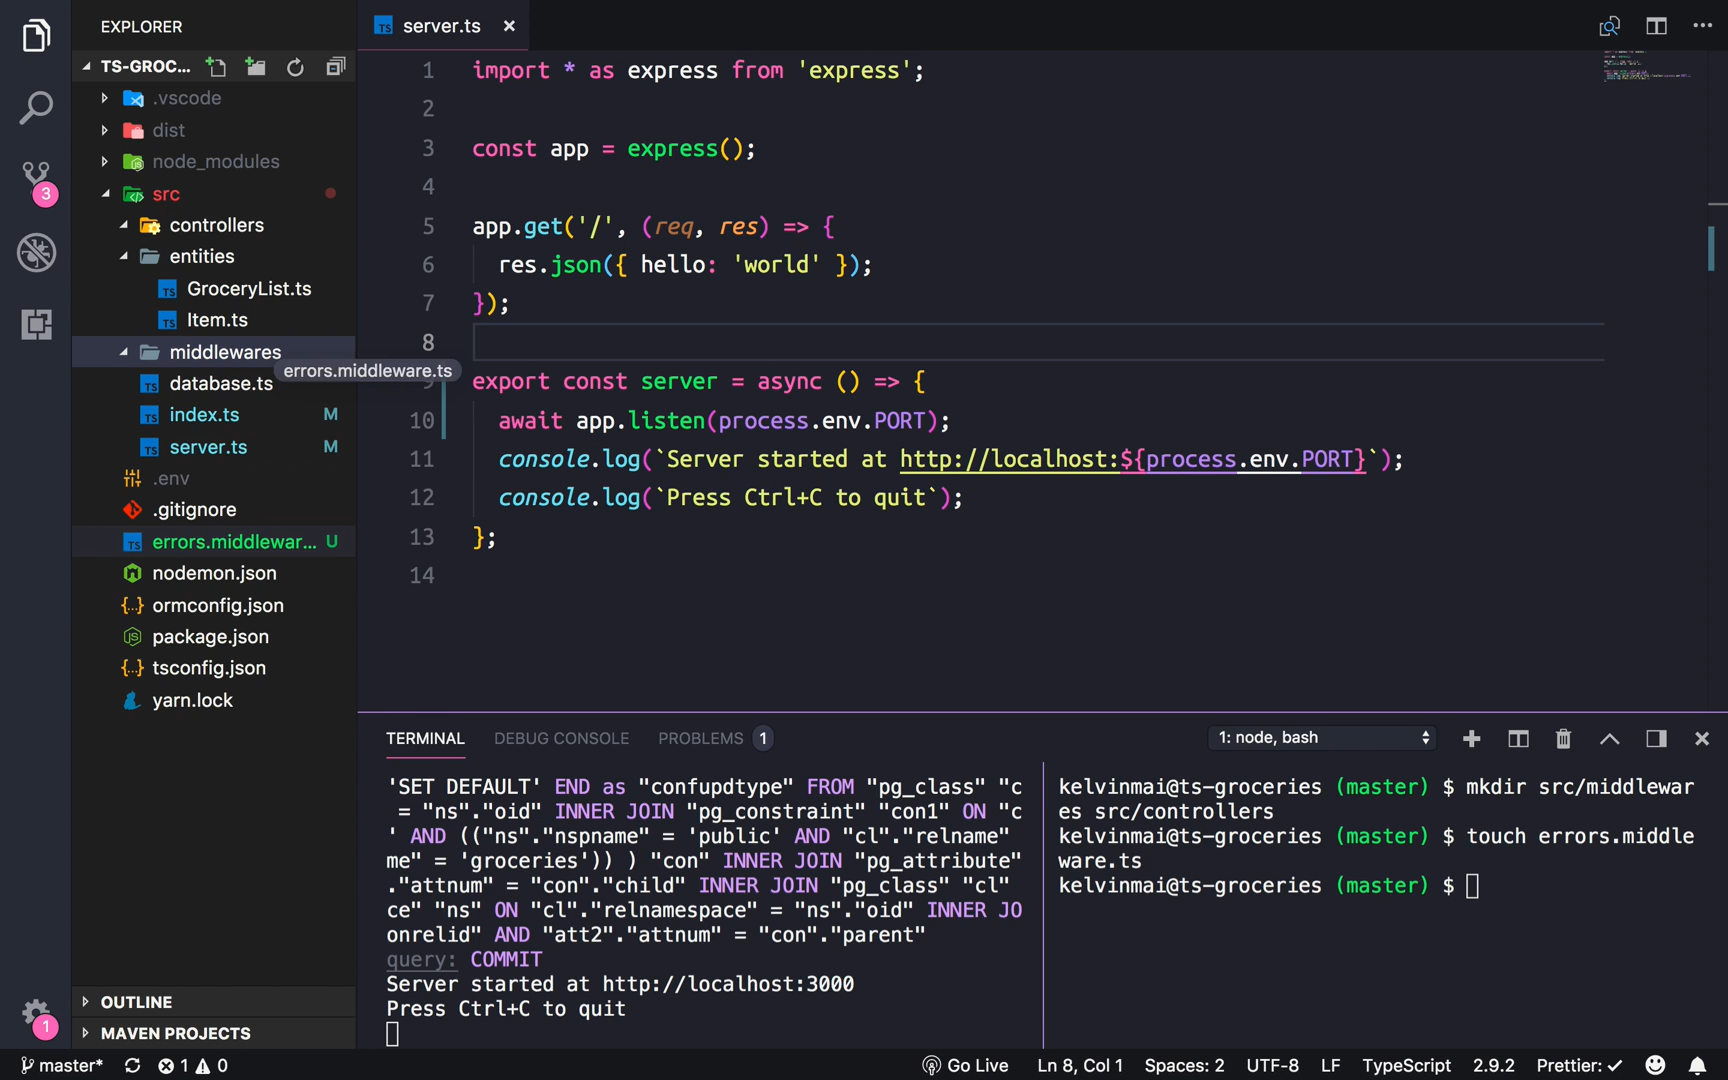 EXPLORER
TS-GROC...
.vscode
dist
node_modules
src
controllers
entities
GroceryList.ts
Item.ts
middlewares
errors.middleware.ts
database.ts
index.ts M
server.ts M
.env
.gitignore
errors.middlewar... U
nodemon.json
ormconfig.json
package.json
tsconfig.json
yarn.lock
OUTLINE
MAVEN PROJECTS
3
1
server.ts
1 import * as express from 'express';
2
3 const app = express();
4
5 app.get('/', (req, res) => {
6 res.json({ hello: 'world' });
7 });
8
9 export const server = async () => {
10 await app.listen(process.env.PORT);
11 console.log(`Server started at http://localhost:${process.env.PORT}`);
12 console.log(`Press Ctrl+C to quit`);
13 };
14
TERMINAL DEBUG CONSOLE PROBLEMS 1
1: node, bash
'SET DEFAULT' END as "confupdtype" FROM "pg_class" "c
= "ns"."oid" INNER JOIN "pg_constraint" "con1" ON "c
' AND (("ns"."nspname" = 'public' AND "cl"."relname"
me" = 'groceries')) ) "con" INNER JOIN "pg_attribute"
."attnum" = "con"."child" INNER JOIN "pg_class" "cl"
ce" "ns" ON "cl"."relnamespace" = "ns"."oid" INNER JO
onrelid" AND "att2"."attnum" = "con"."parent"
query: COMMIT
Server started at http://localhost:3000
Press Ctrl+C to quit
kelvinmai@ts-groceries (master) $ mkdir src/middlewar
es src/controllers
kelvinmai@ts-groceries (master) $ touch errors.middle
ware.ts
kelvinmai@ts-groceries (master) $
master* 1 0 Go Live Ln 8, Col 1 Spaces: 2 UTF-8 LF TypeScript 2.9.2 Prettier: ✓